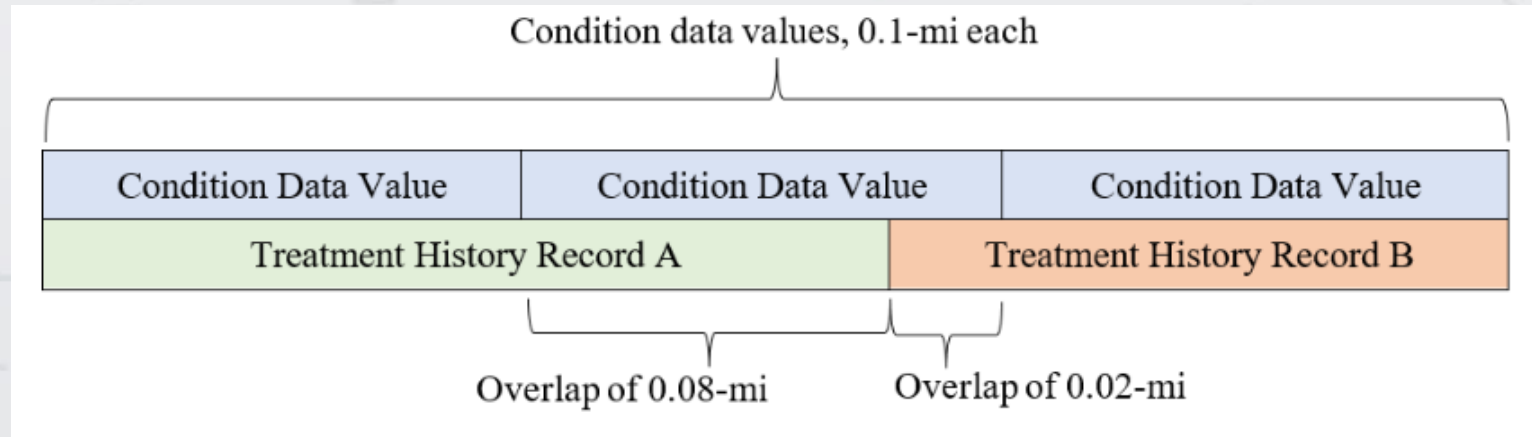 Condition data values, 0.1-mi each
Condition Data Value
Condition Data Value
Condition Data Value
Treatment History Record A
Treatment History Record B
Overlap of 0.08-mi
Overlap of 0.02-mi